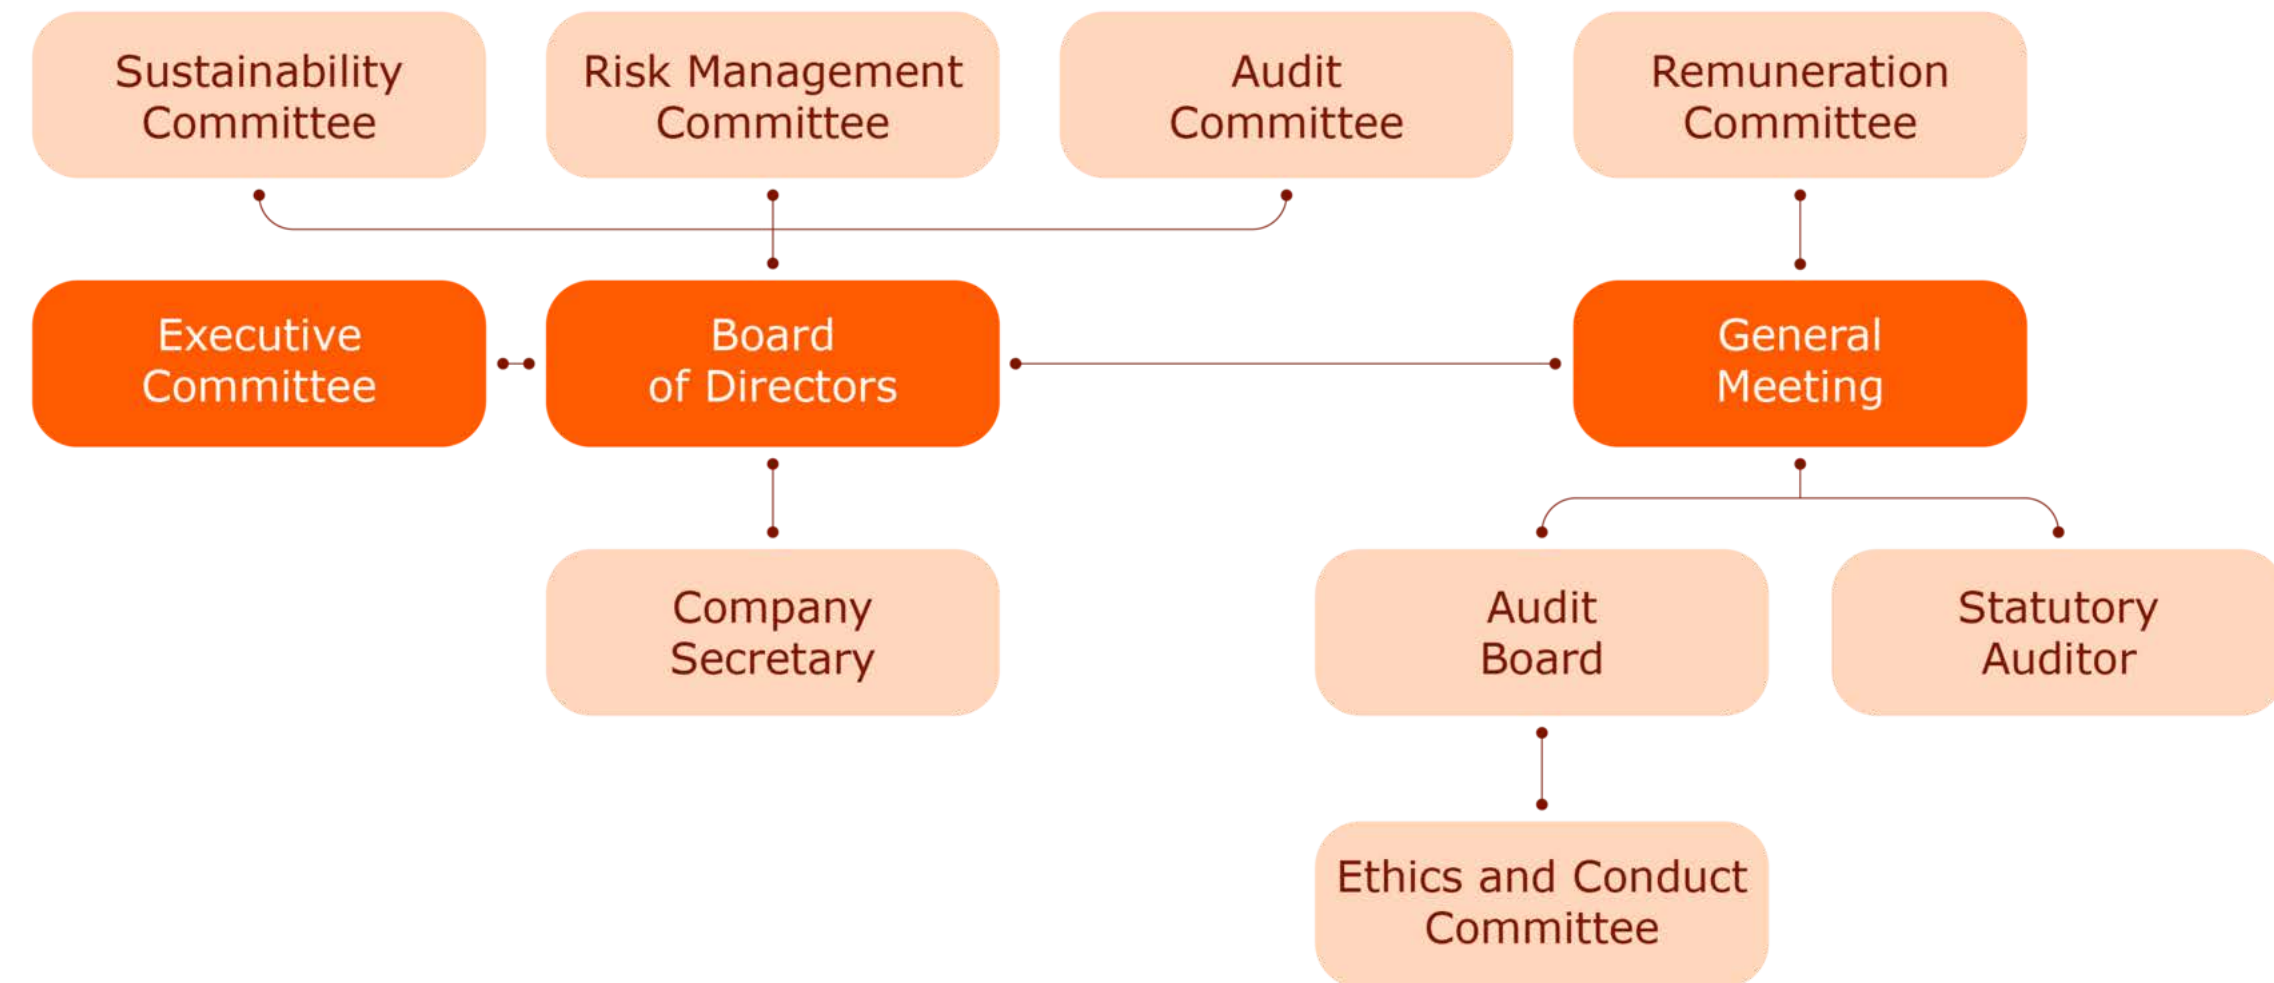 Sustainability
Committee
Risk Management
Committee
Audit
Committee
Remuneration
Committee
Executive
Committee
Board
of Directors
General
Meeting
Company
Secretary
Audit
Board
Statutory
Auditor
Ethics and Conduct
Committee